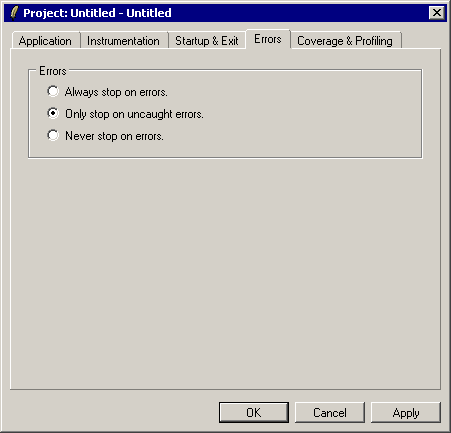 Project: Untitled - Untitled
Application Instrumentation Startup & Exit Errors Coverage & Profiling
Errors
Always stop on errors.
Only stop on uncaught errors.
Never stop on errors.
OK Cancel Apply